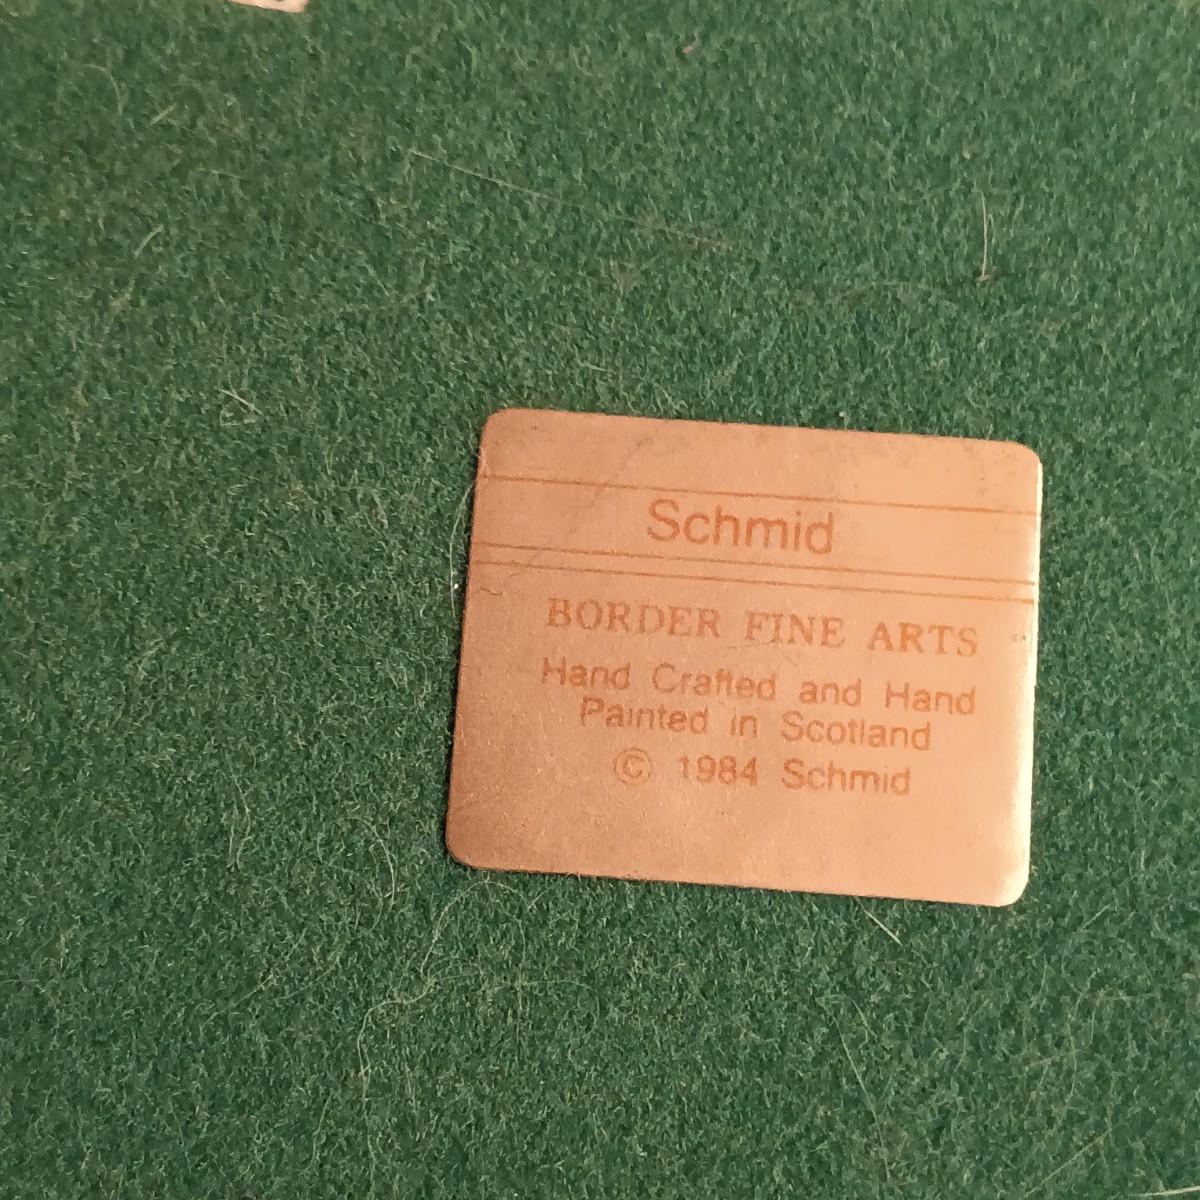 Schmid
BORDER FINE ARTS
Hand Crafted and Hand
Painted in Scotland
© 1984 Schmid